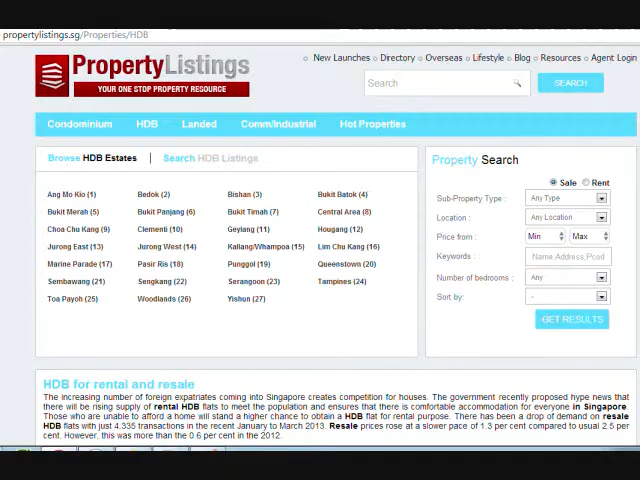 propertylistings.sg/Properties/HDB
New Launches Directory Overseas Lifestyle Blog Resources Agent Login
PropertyListings
YOUR ONE STOP PROPERTY RESOURCE
Search SEARCH
Condominium HDB Landed Comm/Industrial Hot Properties
Browse HDB Estates | Search HDB Listings
Ang Mo Kio (1) Bedok (2) Bishan (3) Bukit Batok (4)
Bukit Merah (5) Bukit Panjang (6) Bukit Timah (7) Central Area (8)
Choa Chu Kang (9) Clementi (10) Geylang (11) Hougang (12)
Jurong East (13) Jurong West (14) Kallang/Whampoa (15) Lim Chu Kang (16)
Marine Parade (17) Pasir Ris (18) Punggol (19) Queenstown (20)
Sembawang (21) Sengkang (22) Serangoon (23) Tampines (24)
Toa Payoh (25) Woodlands (26) Yishun (27)
Property Search
Sale Rent
Sub-Property Type : Any Type
Location : Any Location
Price from : Min Max
Keywords : Name,Address,Pcod
Number of bedrooms : Any
Sort by: -
GET RESULTS
HDB for rental and resale
The increasing number of foreign expatriates coming into Singapore creates competition for houses. The government recently proposed hype news that
there will be rising supply of rental HDB flats to meet the population and ensures that there is comfortable accommodation for everyone in Singapore.
Those who are unable to afford a home will stand a higher chance to obtain a HDB flat for rental purpose. There has been a drop of demand on resale
HDB flats with just 4,335 transactions in the recent January to March 2013. Resale prices rose at a slower pace of 1.3 per cent compared to usual 2.5 per
cent. However, this was more than the 0.6 per cent in the 2012.